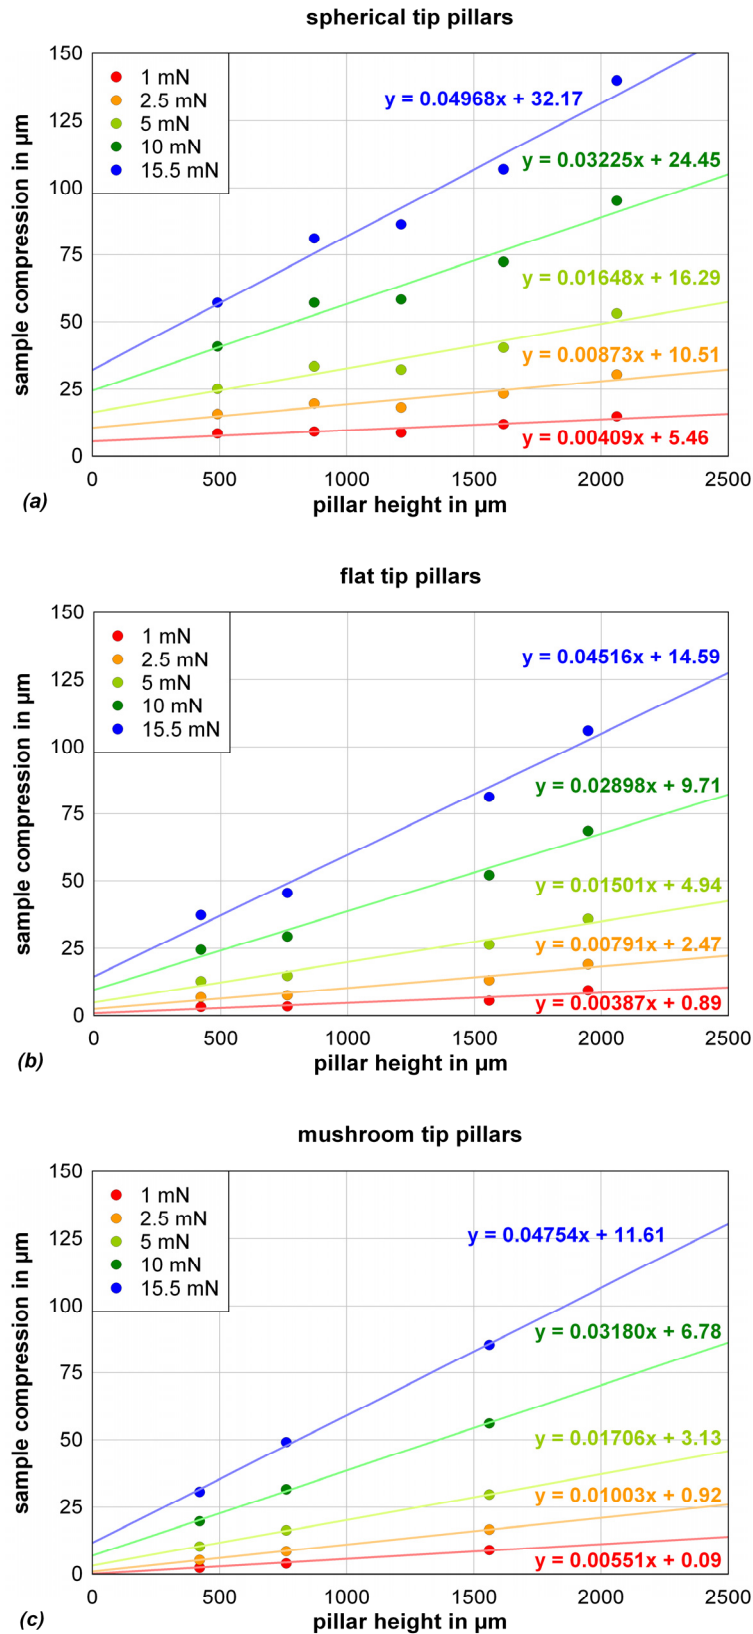 spherical tip pillars
150
125
100
75
50
25
0
sample compression in µm
1 mN
2.5 mN
5 mN
10 mN
15.5 mN
y = 0.04968x + 32.17
y = 0.03225x + 24.45
y = 0.01648x + 16.29
y = 0.00873x + 10.51
y = 0.00409x + 5.46
0 500 1000 1500 2000 2500
pillar height in µm
(a)
flat tip pillars
150
125
100
75
50
25
0
sample compression in µm
1 mN
2.5 mN
5 mN
10 mN
15.5 mN
y = 0.04516x + 14.59
y = 0.02898x + 9.71
y = 0.01501x + 4.94
y = 0.00791x + 2.47
y = 0.00387x + 0.89
0 500 1000 1500 2000 2500
pillar height in µm
(b)
mushroom tip pillars
150
125
100
75
50
25
0
sample compression in µm
1 mN
2.5 mN
5 mN
10 mN
15.5 mN
y = 0.04754x + 11.61
y = 0.03180x + 6.78
y = 0.01706x + 3.13
y = 0.01003x + 0.92
y = 0.00551x + 0.09
0 500 1000 1500 2000 2500
pillar height in µm
(c)